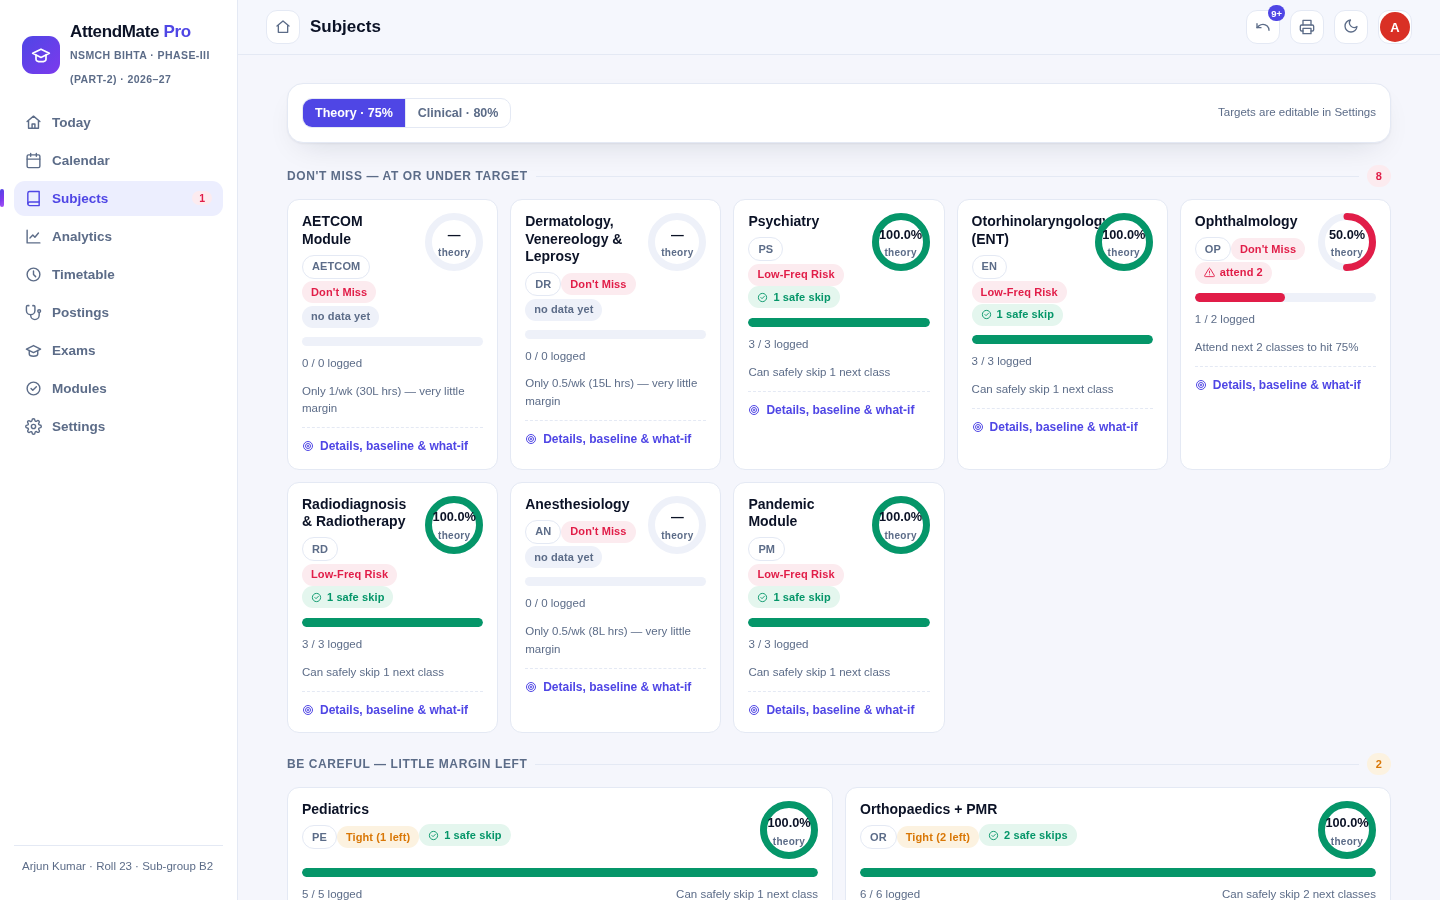 AttendMate Pro
NSMCH BIHTA · PHASE-III
(PART-2) · 2026–27
Today
Calendar
Subjects 1
Analytics
Timetable
Postings
Exams
Modules
Settings
Arjun Kumar · Roll 23 · Sub-group B2
Subjects
9+
A
Theory · 75% Clinical · 80%
Targets are editable in Settings
DON'T MISS — AT OR UNDER TARGET 8
AETCOM
Module
—
theory
AETCOM
Don't Miss
no data yet
0 / 0 logged
Only 1/wk (30L hrs) — very little
margin
Details, baseline & what-if
Dermatology,
Venereology &
Leprosy
—
theory
DR Don't Miss
no data yet
0 / 0 logged
Only 0.5/wk (15L hrs) — very little
margin
Details, baseline & what-if
Psychiatry
100.0%
theory
PS
Low-Freq Risk
1 safe skip
3 / 3 logged
Can safely skip 1 next class
Details, baseline & what-if
Otorhinolaryngology
(ENT)
100.0%
theory
EN
Low-Freq Risk
1 safe skip
3 / 3 logged
Can safely skip 1 next class
Details, baseline & what-if
Ophthalmology
50.0%
theory
OP Don't Miss
attend 2
1 / 2 logged
Attend next 2 classes to hit 75%
Details, baseline & what-if
Radiodiagnosis
& Radiotherapy
100.0%
theory
RD
Low-Freq Risk
1 safe skip
3 / 3 logged
Can safely skip 1 next class
Details, baseline & what-if
Anesthesiology
—
theory
AN Don't Miss
no data yet
0 / 0 logged
Only 0.5/wk (8L hrs) — very little
margin
Details, baseline & what-if
Pandemic
Module
100.0%
theory
PM
Low-Freq Risk
1 safe skip
3 / 3 logged
Can safely skip 1 next class
Details, baseline & what-if
BE CAREFUL — LITTLE MARGIN LEFT 2
Pediatrics
100.0%
theory
PE Tight (1 left) 1 safe skip
5 / 5 logged Can safely skip 1 next class
Orthopaedics + PMR
100.0%
theory
OR Tight (2 left) 2 safe skips
6 / 6 logged Can safely skip 2 next classes